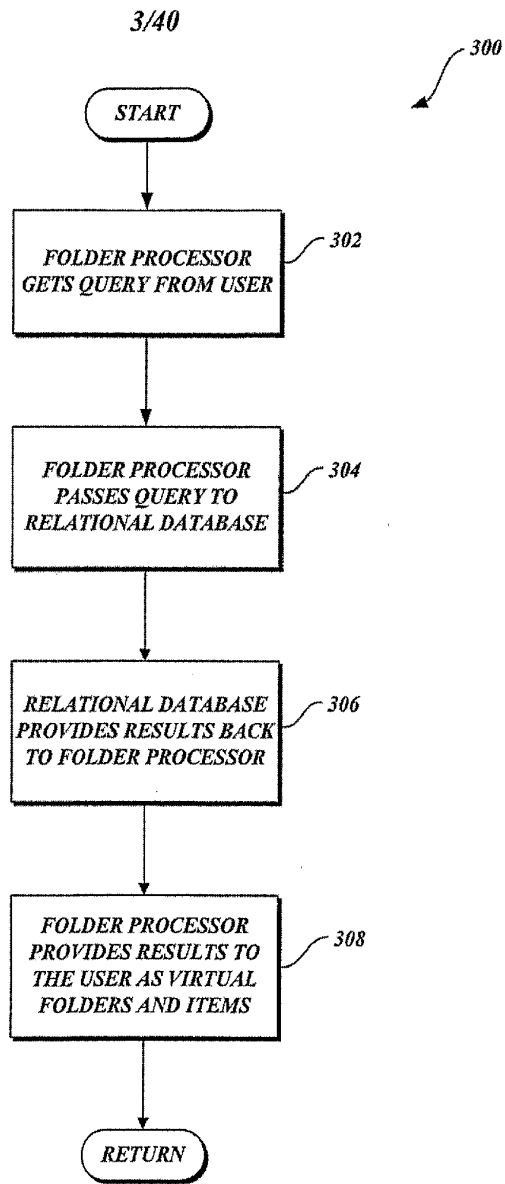 3/40
300
START
FOLDER PROCESSOR
GETS QUERY FROM USER
302
FOLDER PROCESSOR
PASSES QUERY TO
RELATIONAL DATABASE
304
RELATIONAL DATABASE
PROVIDES RESULTS BACK
TO FOLDER PROCESSOR
306
FOLDER PROCESSOR
PROVIDES RESULTS TO
THE USER AS VIRTUAL
FOLDERS AND ITEMS
308
RETURN